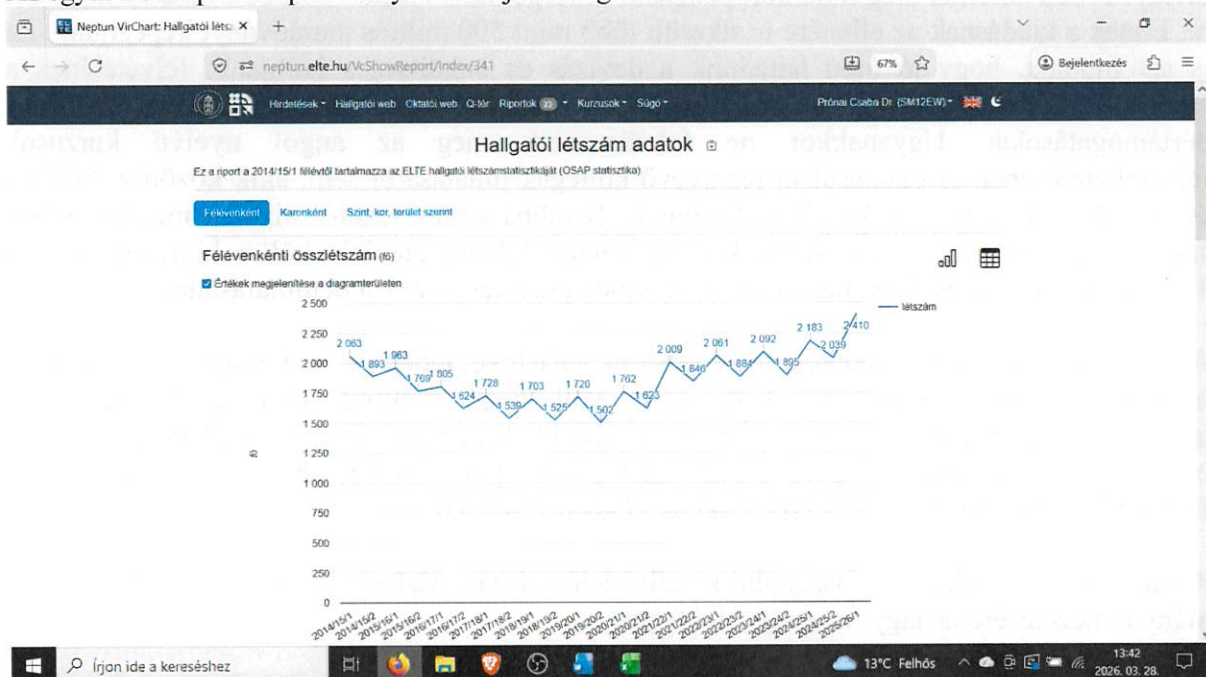 Neptun VirChart: Hallgatói léts
neptun.elte.hu/VcShowReport/Index/341
67%
Bejelentkezés
Hirdetések Hallgatói web Oktatói web Q-tér Riportok 23 Kurzusok Súgó
Prónai Csaba Dr. (SM12EW)
Hallgatói létszám adatok
Ez a riport a 2014/15/1 félévtől tartalmazza az ELTE hallgatói létszámstatisztikáját (OSAP statisztika).
Félévenként Karonként Szint, kor, terület szerint
Félévenkénti összlétszám (fő)
Értékek megjelenítése a diagramterületen
létszám
2 500
2 250
2 000
1 750
1 500
1 250
1 000
750
500
250
0
fő
2 063 1 893 1 963 1 769 1 805 1 624 1 728 1 539 1 703 1 525 1 720 1 502 1 762 1 623 2 009 1 846 2 061 1 884 2 092 1 895 2 183 2 039 2 410
2014/15/1 2014/15/2 2015/16/1 2015/16/2 2016/17/1 2016/17/2 2017/18/1 2017/18/2 2018/19/1 2018/19/2 2019/20/1 2019/20/2 2020/21/1 2020/21/2 2021/22/1 2021/22/2 2022/23/1 2022/23/2 2023/24/1 2023/24/2 2024/25/1 2024/25/2 2025/26/1
Írjon ide a kereséshez
13°C Felhős
13:42
2026. 03. 28.